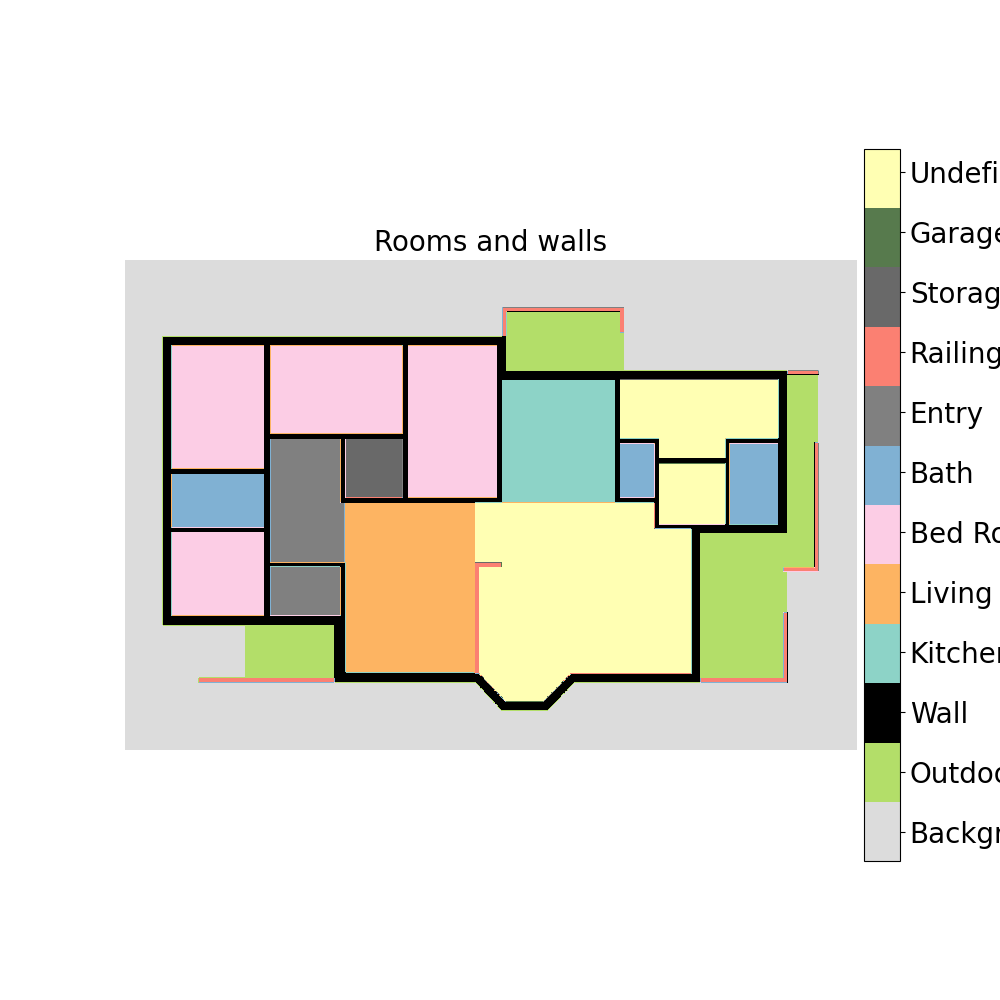 Rooms and walls
Undefi
Garage
Storag
Railing
Entry
Bath
Bed Ro
Living
Kitcher
Wall
Outdoo
Backgr